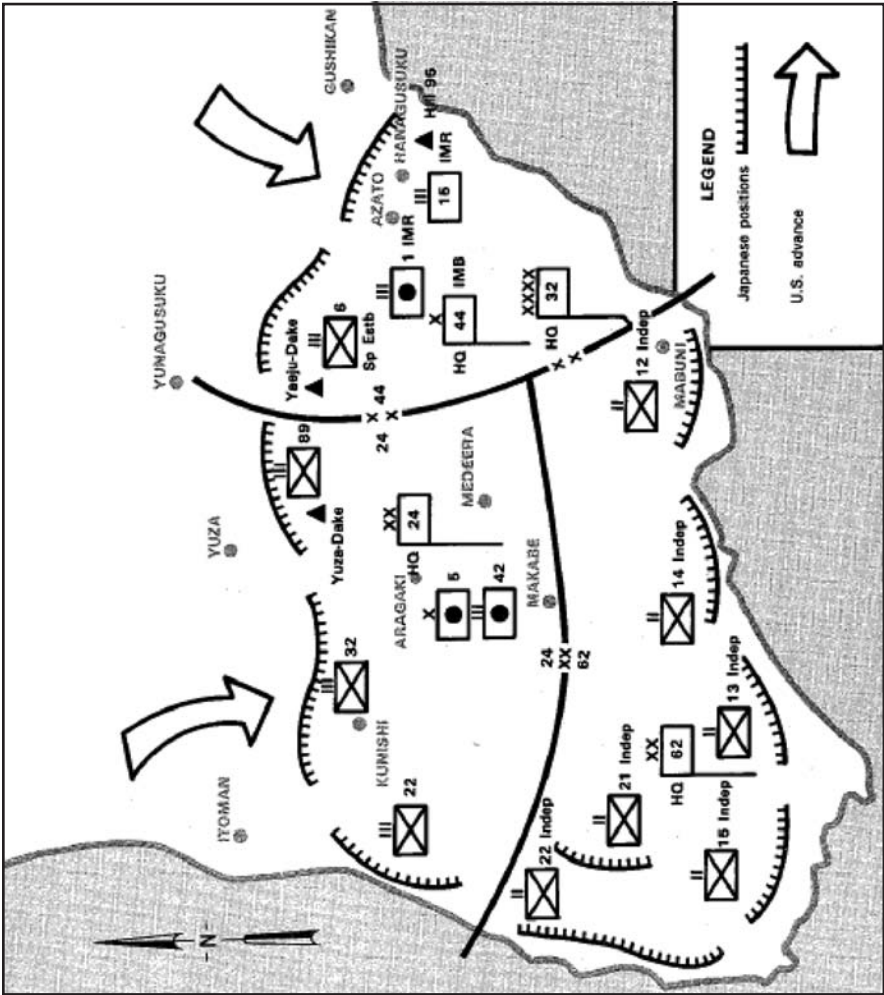 ITOMAN
YUZA
YUNAGUSUKU
GUSHIKAN
N
22
III
KUNISHI
32
III
Yuza-Dake
89
III
Yaeju-Dake
6
III
Sp Estb
AZATO
HANAGUSUKU
Hill 95
1 IMR
III
15
III
IMR
24 X X 44
ARAGAKI
HQ
24
XX
5
X
42
III
MEDEERA
MAKABE
HQ
44
X
IMB
HQ
32
XXXX
X X
24
XX
62
22 Indep
II
21 Indep
II
15 Indep
II
HQ
62
XX
13 Indep
II
14 Indep
II
12 Indep
II
MABUNI
LEGEND
Japanese positions
U.S. advance